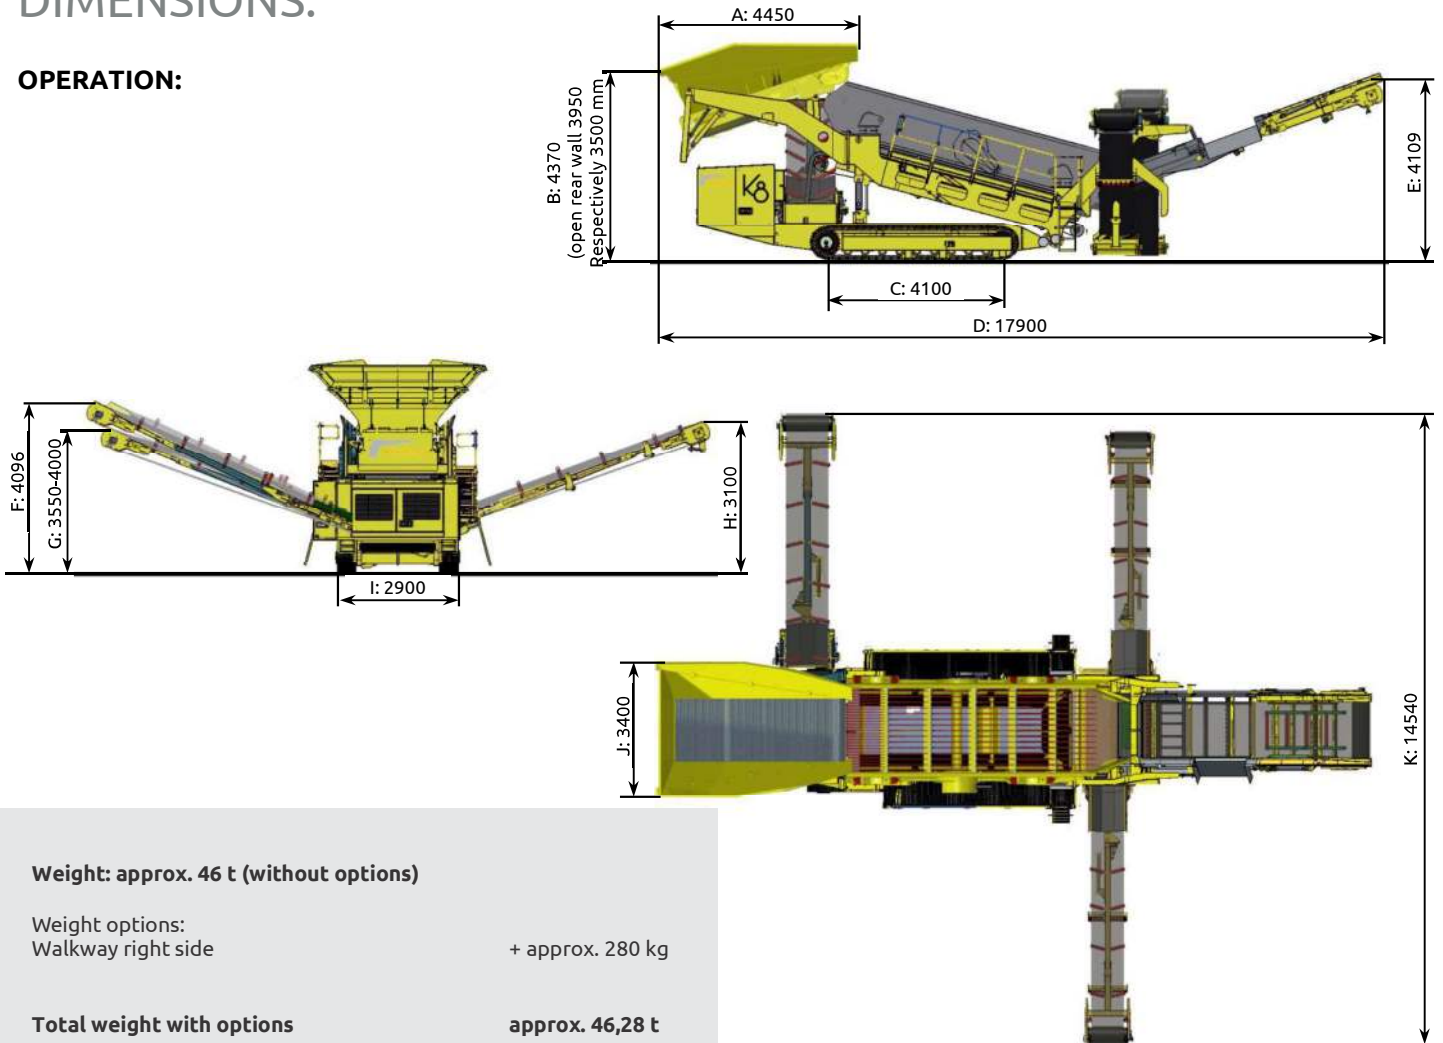 DIMENSIONS:
OPERATION:
A: 4450
B: 4370
(open rear wall 3950
Respectively 3500 mm
E: 4109
K8
C: 4100
D: 17900
F: 4096
G: 3550-4000
H: 3100
I: 2900
J: 3400
K: 14540
Weight: approx. 46 t (without options)
Weight options:
Walkway right side + approx. 280 kg
Total weight with options approx. 46,28 t